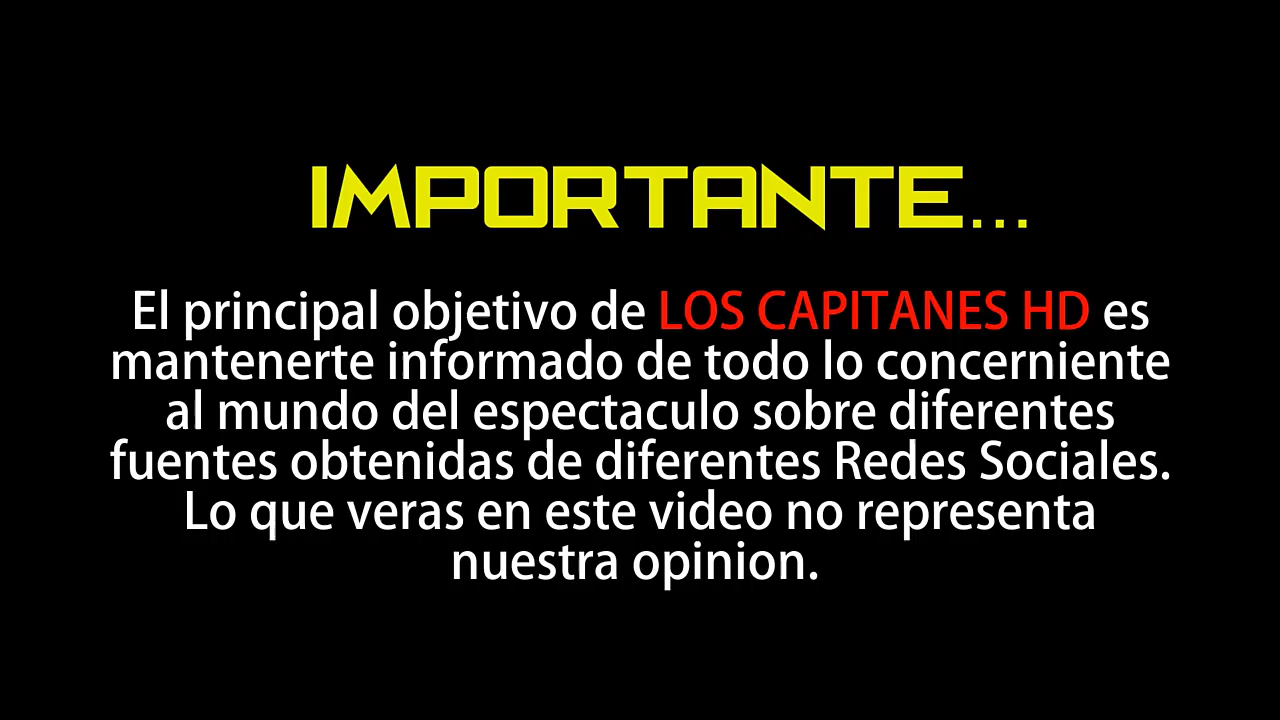 IMPORTANTE...
El principal objetivo de LOS CAPITANES HD es
mantenerte informado de todo lo concerniente
al mundo del espectaculo sobre diferentes
fuentes obtenidas de diferentes Redes Sociales.
Lo que veras en este video no representa
nuestra opinion.